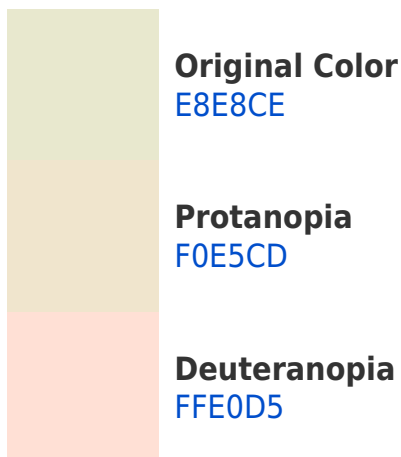 Original Color
E8E8CE
Protanopia
F0E5CD
Deuteranopia
FFE0D5